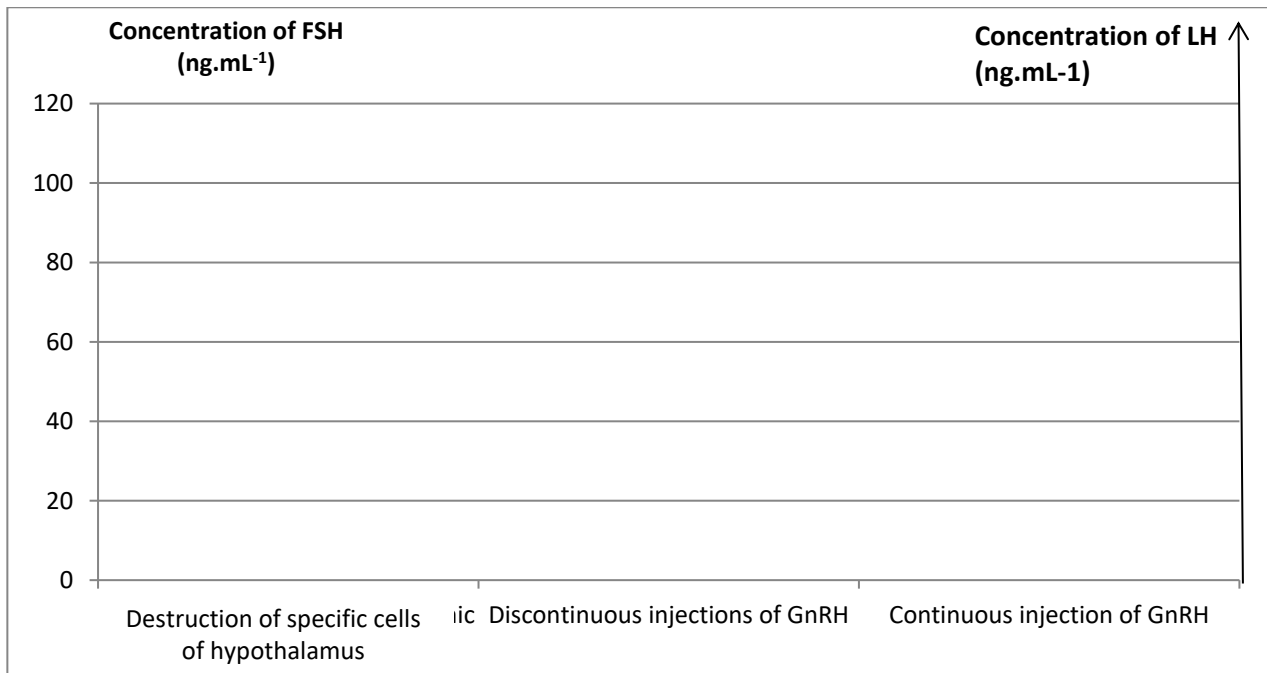 Concentration of FSH
(ng.mL-1)
Concentration of LH
(ng.mL-1)
120
100
80
60
40
20
0
Destruction of specific cells
of hypothalamus
Discontinuous injections of GnRH
Continuous injection of GnRH